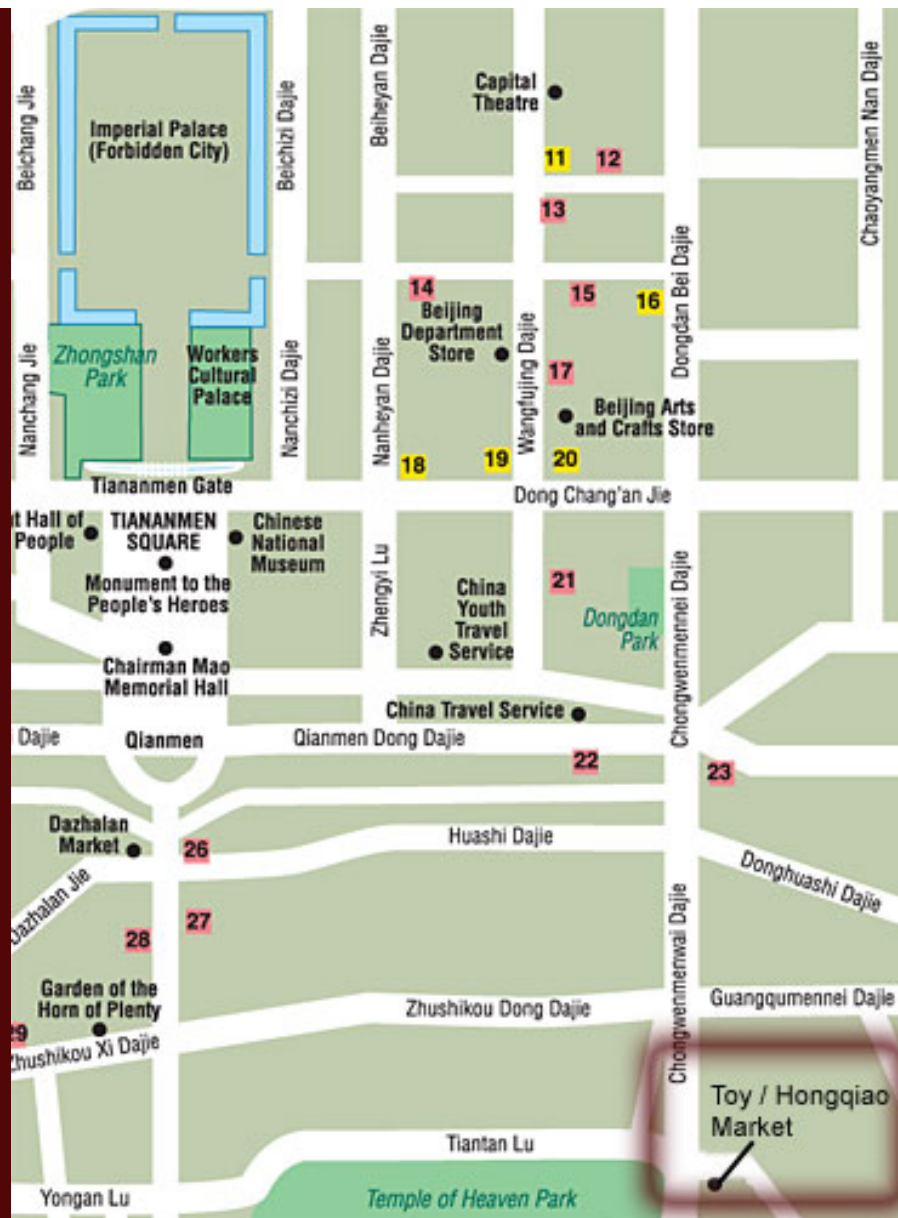 Beichang Jie
Imperial Palace
(Forbidden City)
Beichizi Dajie
Beiheyan Dajie
Capital
Theatre
11
12
13
Chaoyangmen Nan Dajie
Dongdan Bei Dajie
Nanchang Jie
Zhongshan
Park
Workers
Cultural
Palace
Nanchizi Dajie
Nanheyan Dajie
14
Beijing
Department
Store
Wangfujing Dajie
15
16
17
Beijing Arts
and Crafts Store
18
19
20
Tiananmen Gate
Dong Chang'an Jie
t Hall of
People
TIANANMEN
SQUARE
Chinese
National
Museum
Monument to the
People's Heroes
Zhengyi Lu
China
Youth
Travel
Service
21
Dongdan
Park
Chongwenmennei Dajie
Chairman Mao
Memorial Hall
China Travel Service
Dajie
Qianmen
Qianmen Dong Dajie
22
23
Dazhalan
Market
26
Huashi Dajie
Donghuashi Dajie
Dazhalan Jie
27
28
Chongwenmenwai Dajie
Garden of the
Horn of Plenty
29
Zhushikou Xi Dajie
Zhushikou Dong Dajie
Guangqumennei Dajie
Toy / Hongqiao
Market
Tiantan Lu
Yongan Lu
Temple of Heaven Park